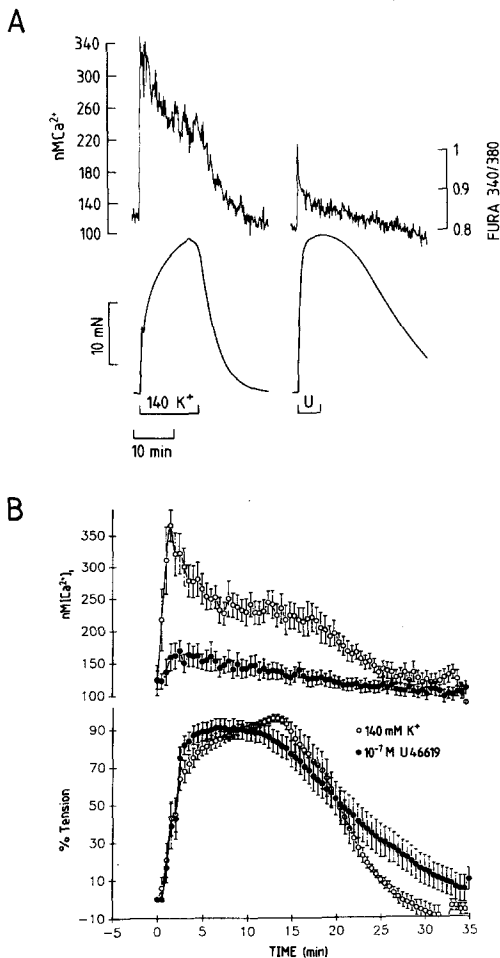 A
340
300
260
220
180
140
100
nM Ca²⁺
1
0.9
0.8
FURA 340/380
10 mN
140 K⁺
U
10 min
B
350
300
250
200
150
100
nM[Ca²⁺]ᵢ
90
70
50
30
10
-10
% Tension
140 mM K⁺
10⁻⁷ M U46619
-5
0
5
10
15
20
25
30
35
TIME (min)